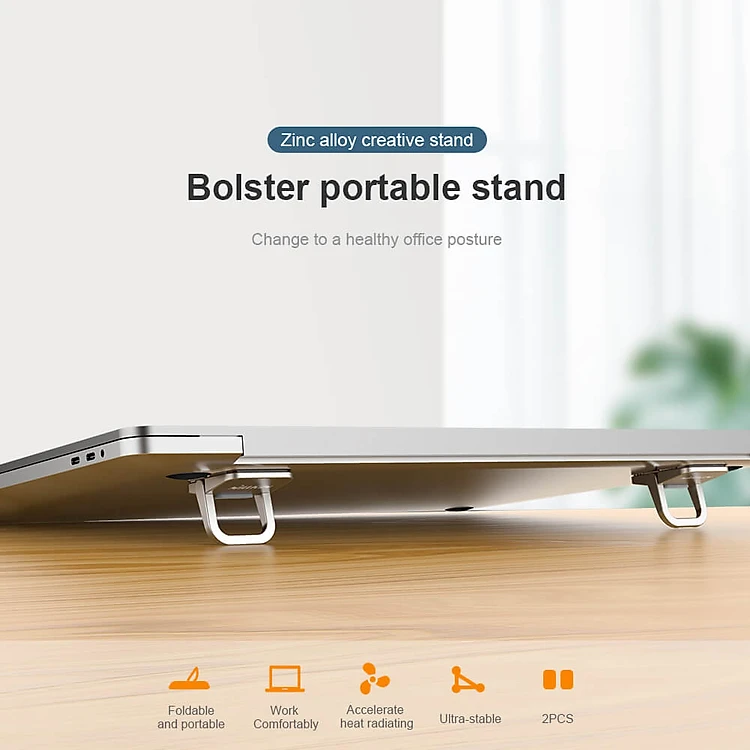 Zinc alloy creative stand
Bolster portable stand
Change to a healthy office posture
Foldable
and portable
Work
Comfortably
Accelerate
heat radiating
Ultra-stable
2PCS